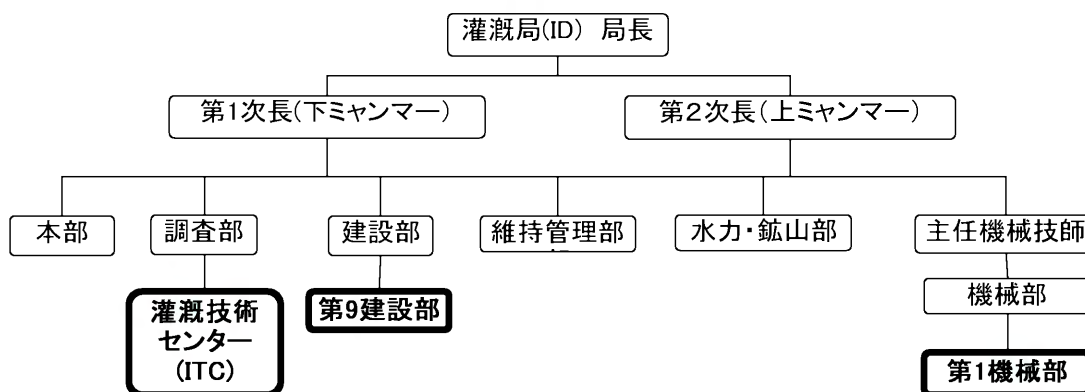 灌漑局(ID) 局長
第1次長(下ミャンマー)
第2次長(上ミャンマー)
本部
調査部
建設部
維持管理部
水力・鉱山部
主任機械技師
灌漑技術
センター
(ITC)
第9建設部
機械部
第1機械部